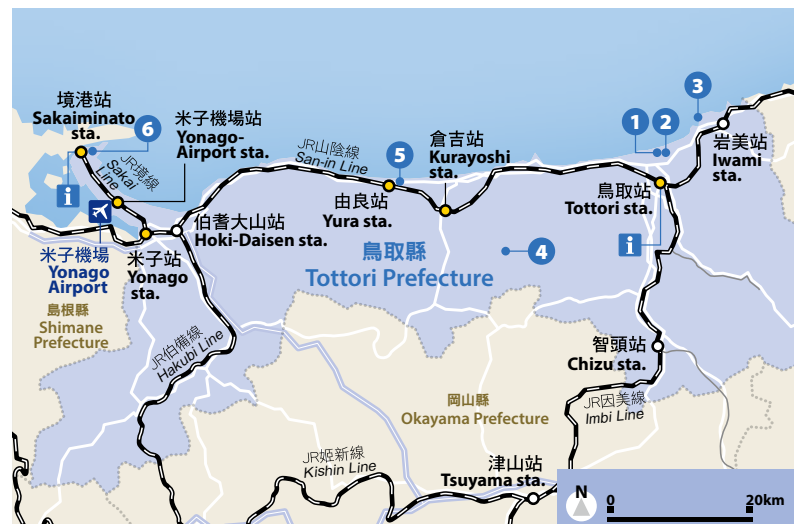 境港站
Sakaiminato
sta.
6
米子機場站
Yonago-
Airport sta.
JR境線
Sakai
Line
i
米子機場
Yonago
Airport
島根縣
Shimane
Prefecture
米子站
Yonago
sta.
伯耆大山站
Hoki-Daisen sta.
JR山陰線
San-in Line
5
由良站
Yura sta.
倉吉站
Kurayoshi
sta.
1
2
3
岩美站
Iwami
sta.
鳥取站
Tottori sta.
i
鳥取縣
Tottori Prefecture
4
JR伯備線
Hakubi Line
智頭站
Chizu sta.
岡山縣
Okayama Prefecture
JR因美線
Imbi Line
JR姬新線
Kishin Line
津山站
Tsuyama sta.
N
0
20km